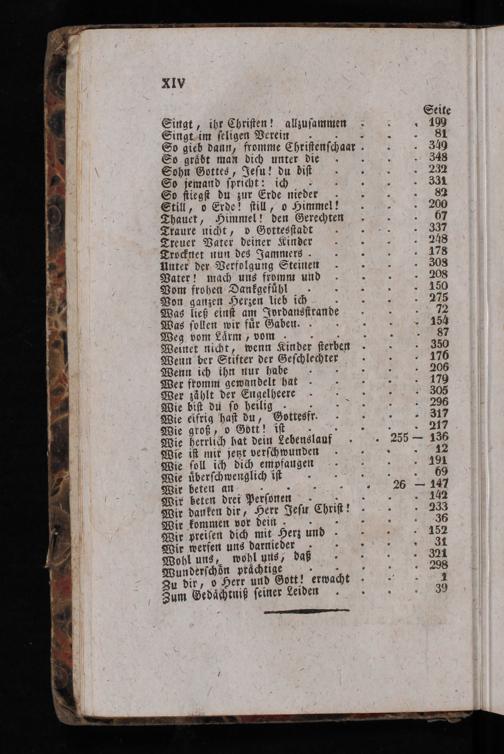 XIV
Seite
Singt, ihr Christen! allzusammen . . . 199
Singt im seligen Verein . . . . . 81
So gieb dann, fromme Christenschaar . . . 349
So gräbt man dich unter die . . . . 348
Sohn Gottes, Jesu! du bist . . . . 232
So jemand spricht: ich . . . . . 331
So stiegst du zur Erde nieder . . . . 82
Still, o Erde! still, o Himmel! . . . 200
Thauet, Himmel! den Gerechten . . . 67
Traure nicht, o Gottesstadt . . . . 337
Treuer Vater deiner Kinder . . . . 248
Trocknet nun des Jammers . . . . . 178
Unter der Verfolgung Steinen . . . . 308
Vater! mach uns fromm und . . . . 208
Vom frohen Dankgefühl . . . . . 150
Von ganzen Herzen lieb ich . . . . 275
Was ließ einst am Jordansstrande . . . 72
Was sollen wir für Gaben . . . . . 154
Weg vom Lärm, vom . . . . . . 87
Weinet nicht, wenn Kinder sterben . . . 350
Wenn der Stifter der Geschlechter . . . 176
Wenn ich ihn nur habe . . . . . 206
Wer fromm gewandelt hat . . . . . 179
Wer zählt der Engelheere . . . . . 305
Wie bist du so heilig . . . . . . 296
Wie eifrig hast du, Gottesfr. . . . . 317
Wie groß, o Gott! ist . . . . . 217
Wie herrlich hat dein Lebenslauf . . 255 — 136
Wie ist mir jetzt verschwunden . . . . 12
Wie soll ich dich empfangen . . . . 191
Wie überschwenglich ist . . . . . 69
Wir beten an . . . . . . 26 — 147
Wir beten drei Personen . . . . . 142
Wir danken dir, Herr Jesu Christ! . . . 233
Wir kommen vor dein . . . . . . 36
Wir preisen dich mit Herz und . . . . 152
Wir werfen uns darnieder . . . . . 31
Wohl uns, wohl uns, daß . . . . 321
Wunderschön prächtige . . . . . 298
Zu dir, o Herr und Gott! erwacht . . . 1
Zum Gedächtniß seiner Leiden . . . . 39